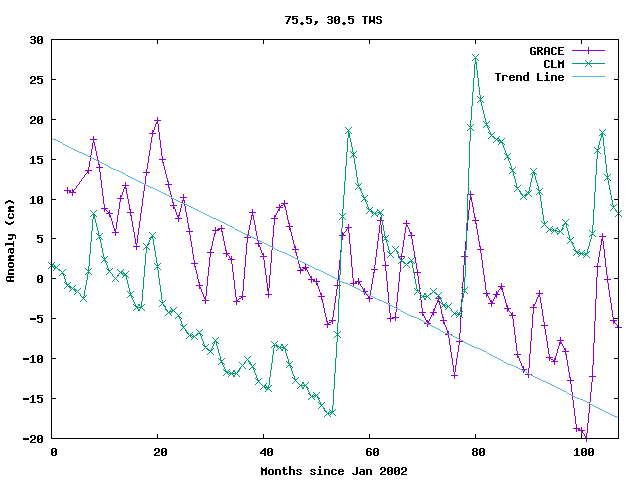 75.5, 30.5 TWS
GRACE
CLM
Trend Line
30
25
20
15
10
5
0
-5
-10
-15
-20
Anomaly (cm)
0 20 40 60 80 100
Months since Jan 2002